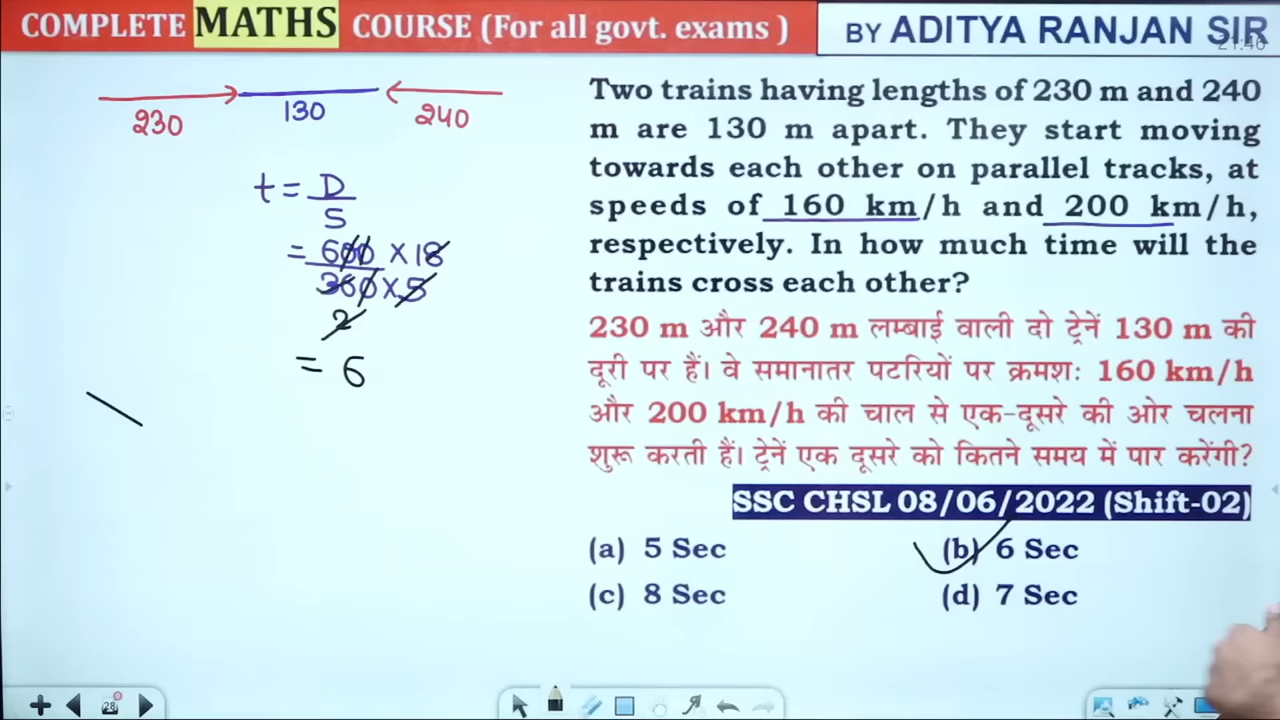 COMPLETE MATHS COURSE (For all govt. exams )
BY ADITYA RANJAN SIR
21:46
230
130
240
t = D
S
= 600 × 18
360 × 5
2
= 6
Two trains having lengths of 230 m and 240
m are 130 m apart. They start moving
towards each other on parallel tracks, at
speeds of 160 km/h and 200 km/h,
respectively. In how much time will the
trains cross each other?
230 m और 240 m लम्बाई वाली दो ट्रेनें 130 m की
दूरी पर हैं। वे समानातर पटरियों पर क्रमशः 160 km/h
और 200 km/h की चाल से एक-दूसरे की ओर चलना
शुरू करती हैं। ट्रेनें एक दूसरे को कितने समय में पार करेंगी?
SSC CHSL 08/06/2022 (Shift-02)
(a) 5 Sec
(b) 6 Sec
(c) 8 Sec
(d) 7 Sec
28